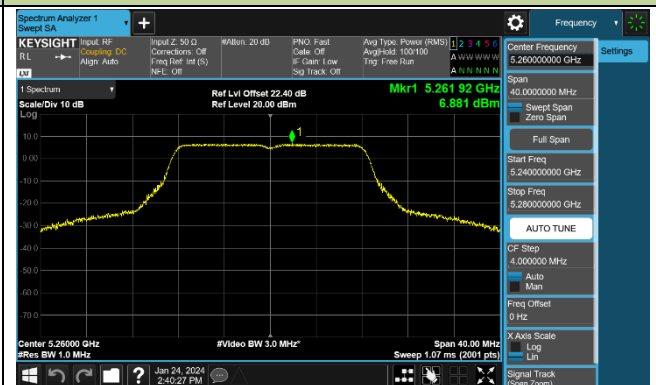 Spectrum Analyzer 1
Swept SA
+
Frequency
KEYSIGHT
RL
Input: RF
Coupling: DC
Align: Auto
Input Z: 50 Ω
Corrections: Off
Freq Ref: Int (S)
NFE: Off
#Atten: 20 dB
PNO: Fast
Gate: Off
IF Gain: Low
Sig Track: Off
Avg Type: Power (RMS)
Avg|Hold: 100/100
Trig: Free Run
1 2 3 4 5 6
A W W W W W
A N N N N N
LXI
1 Spectrum
Scale/Div 10 dB
Log
Ref Lvl Offset 22.40 dB
Ref Level 20.00 dBm
Mkr1 5.261 92 GHz
6.881 dBm
1
10.0
0.00
-10.0
-20.0
-30.0
-40.0
-50.0
-60.0
-70.0
Center 5.26000 GHz
#Res BW 1.0 MHz
#Video BW 3.0 MHz*
Span 40.00 MHz
Sweep 1.07 ms (2001 pts)
Center Frequency
5.260000000 GHz
Settings
Span
40.0000000 MHz
Swept Span
Zero Span
Full Span
Start Freq
5.240000000 GHz
Stop Freq
5.280000000 GHz
AUTO TUNE
CF Step
4.000000 MHz
Auto
Man
Freq Offset
0 Hz
X Axis Scale
Log
Lin
Signal Track
(Span Zoom)
?
Jan 24, 2024
2:40:27 PM